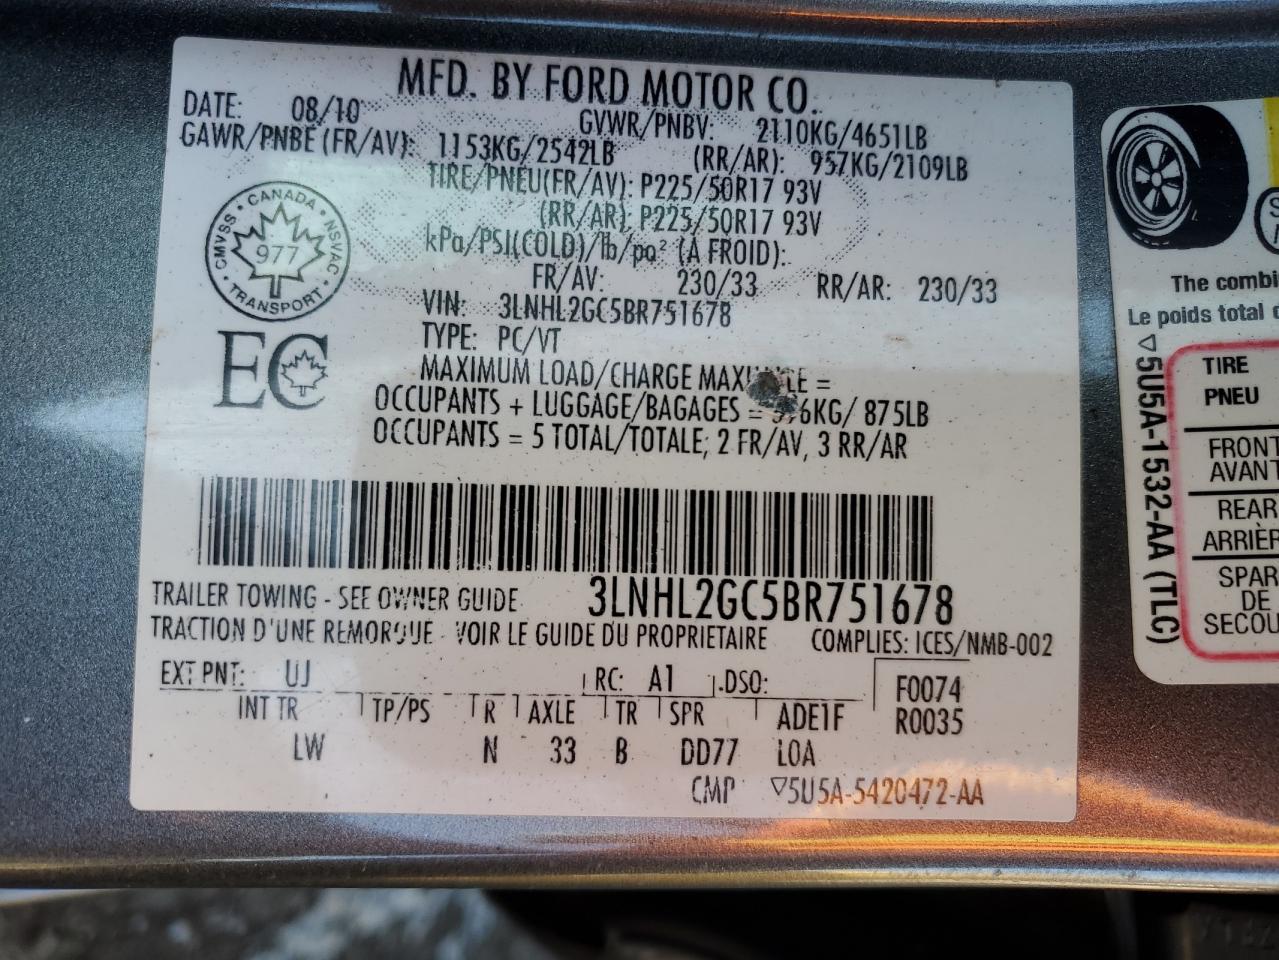 MFD. BY FORD MOTOR CO.
DATE: 08/10 GVWR/PNBV: 2110KG/4651LB
GAWR/PNBE (FR/AV): 1153KG/2542LB (RR/AR): 957KG/2109LB
TIRE/PNEU(FR/AV): P225/50R17 93V
(RR/AR): P225/50R17 93V
kPa/PSI(COLD)/lb/po² (À FROID):
FR/AV: 230/33 RR/AR: 230/33
VIN: 3LNHL2GC5BR751678
TYPE: PC/VT
MAXIMUM LOAD/CHARGE =
OCCUPANTS + LUGGAGE/BAGAGES = 875LB
OCCUPANTS = 5 TOTAL/TOTALE; 2 FR/AV, 3 RR/AR
CANADA
CMVSS NSVAC
977
TRANSPORT
EC
TRAILER TOWING - SEE OWNER GUIDE 3LNHL2GC5BR751678
TRACTION D'UNE REMORQUE - VOIR LE GUIDE DU PROPRIETAIRE COMPLIES: ICES/NMB-002
EXT PNT: UJ RC: A1 DSO: F0074
INT TR TP/PS R AXLE TR SPR ADE1F R0035
LW N 33 B DD77 LOA
CMP ▽5U5A-5420472-AA
The combi
Le poids total
▽5U5A-1532-AA (TLC)
TIRE
PNEU
FRONT
AVANT
REAR
ARRIÈR
SPAR
DE
SECOU